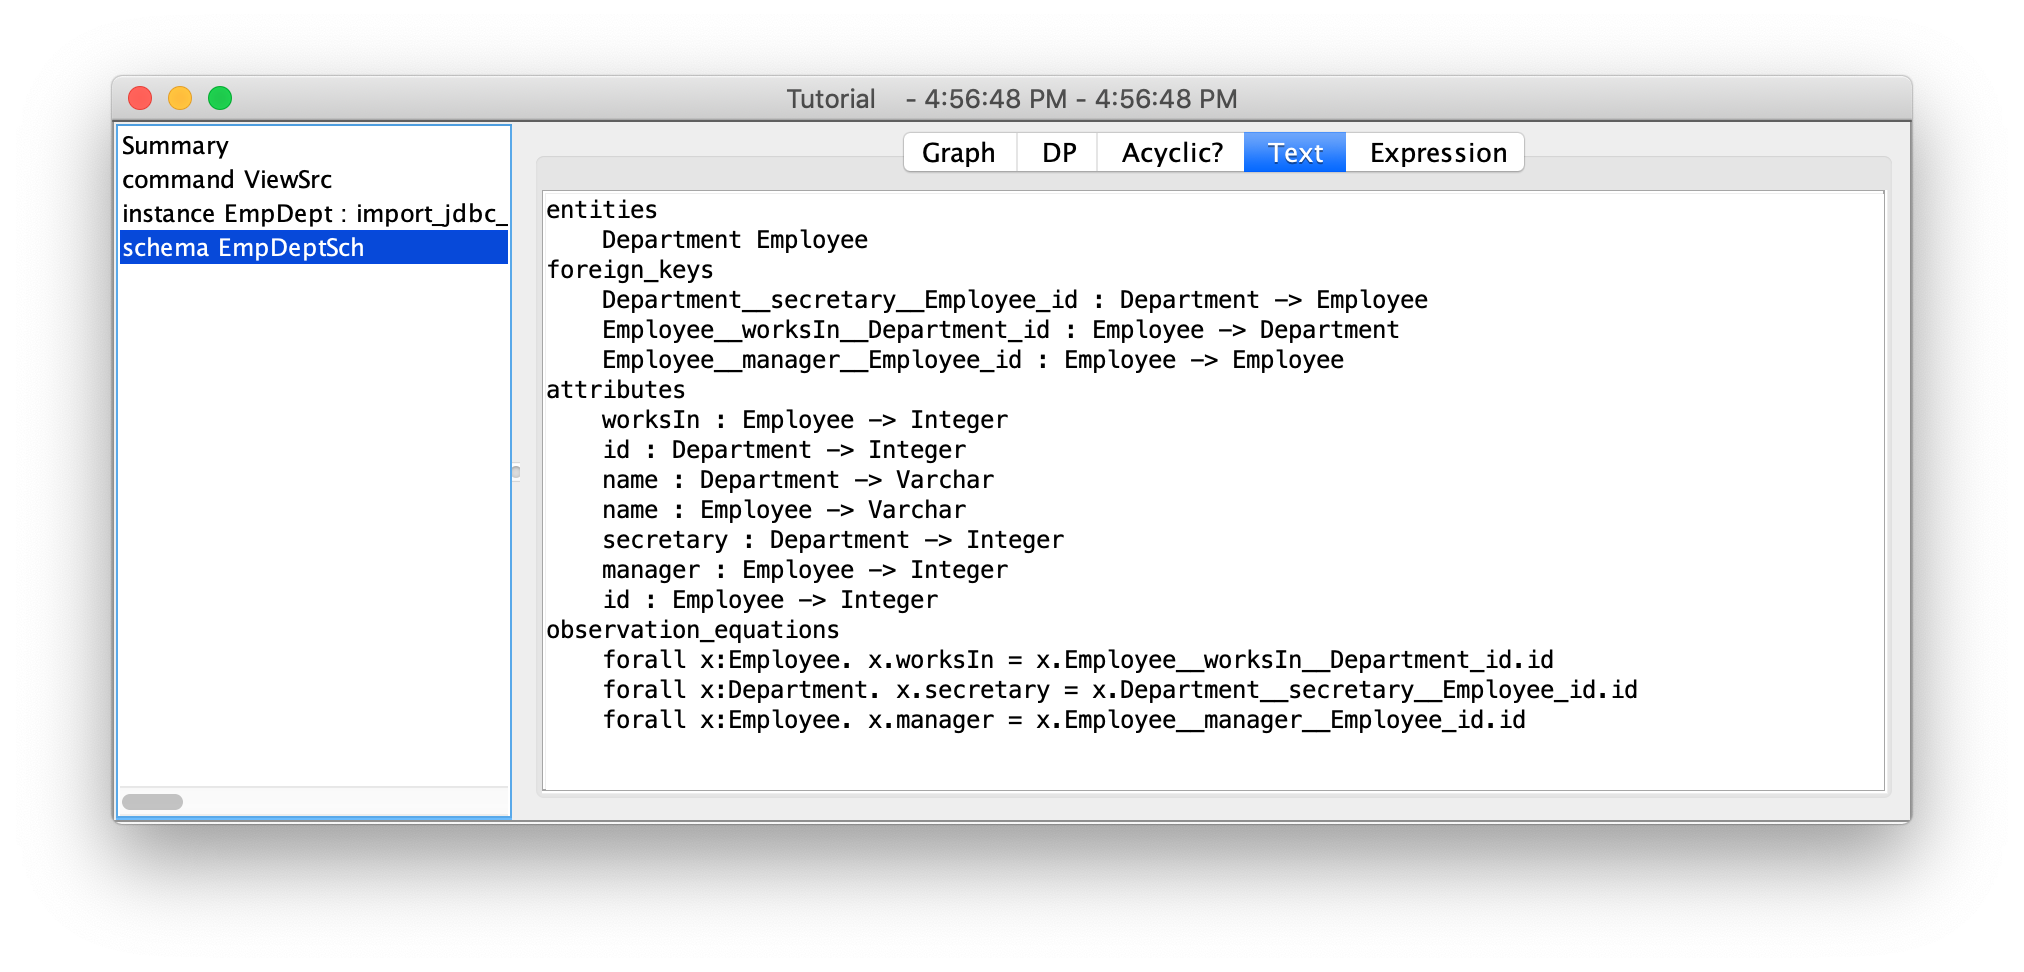 Tutorial - 4:56:48 PM - 4:56:48 PM
Summary
command ViewSrc
instance EmpDept : import_jdbc_
schema EmpDeptSch
Graph DP Acyclic? Text Expression
entities
Department Employee
foreign_keys
Department__secretary__Employee_id : Department -> Employee
Employee__worksIn__Department_id : Employee -> Department
Employee__manager__Employee_id : Employee -> Employee
attributes
worksIn : Employee -> Integer
id : Department -> Integer
name : Department -> Varchar
name : Employee -> Varchar
secretary : Department -> Integer
manager : Employee -> Integer
id : Employee -> Integer
observation_equations
forall x:Employee. x.worksIn = x.Employee__worksIn__Department_id.id
forall x:Department. x.secretary = x.Department__secretary__Employee_id.id
forall x:Employee. x.manager = x.Employee__manager__Employee_id.id